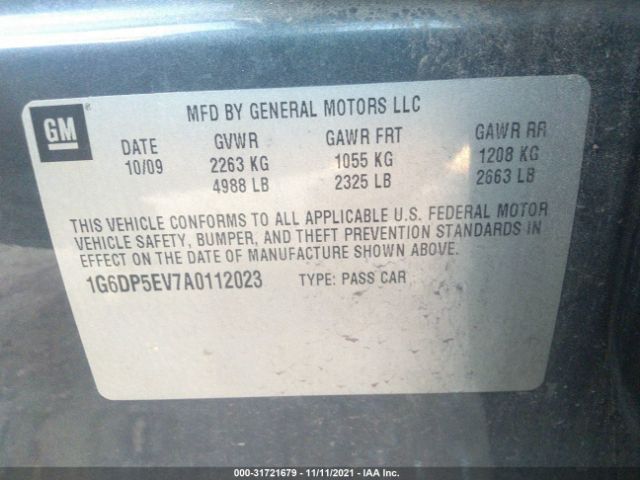 GM ®
MFD BY GENERAL MOTORS LLC
DATE GVWR GAWR FRT GAWR RR
10/09 2263 KG 1055 KG 1208 KG
4988 LB 2325 LB 2663 LB
THIS VEHICLE CONFORMS TO ALL APPLICABLE U.S. FEDERAL MOTOR
VEHICLE SAFETY, BUMPER, AND THEFT PREVENTION STANDARDS IN
EFFECT ON THE DATE OF MANUFACTURE SHOWN ABOVE.
1G6DP5EV7A0112023 TYPE: PASS CAR
000-31721679 - 11/11/2021 - IAA Inc.